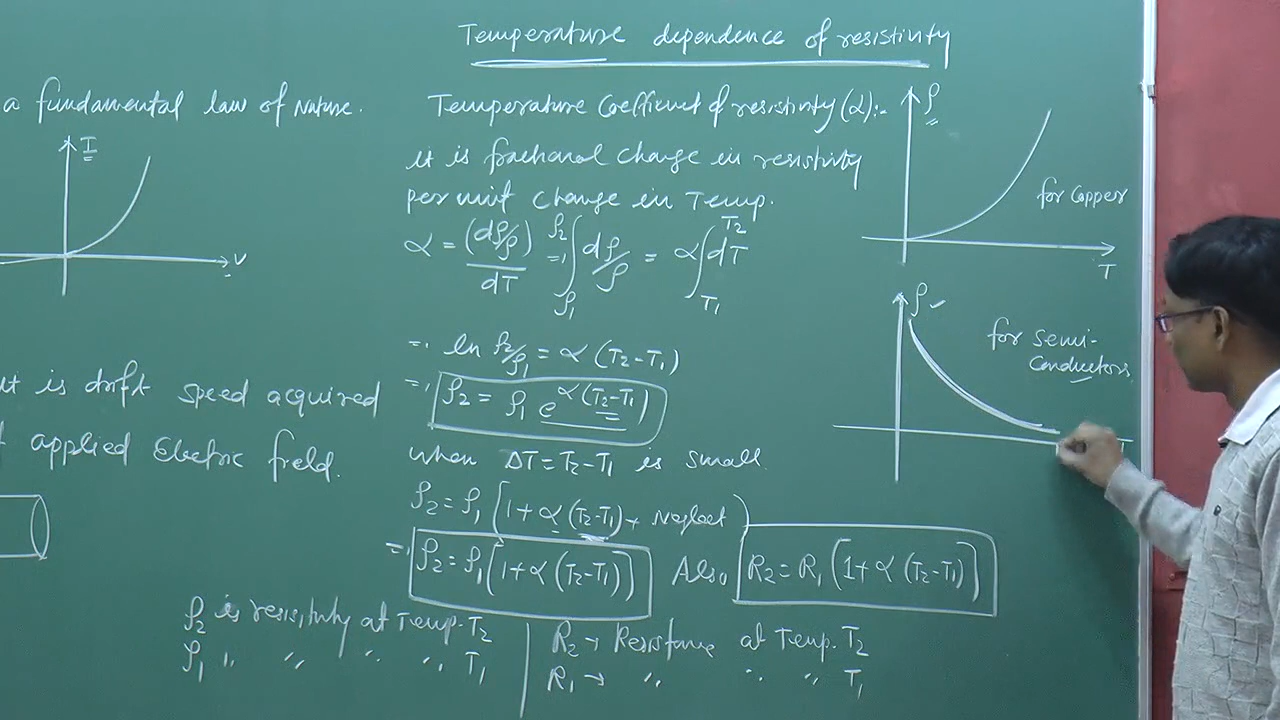 Temperature dependence of resistivity
a fundamental law of Nature.
I
V
Temperature Coefficient of resistivity (α):-
it is fractional change in resistivity
per unit change in Temp.
α = (dρ/ρ)/dT ⇒ ∫ρ₁^ρ₂ dρ/ρ = α∫T₁^T₂ dT
⇒ ln ρ₂/ρ₁ = α (T₂-T₁)
⇒ ρ₂ = ρ₁ e^α(T₂-T₁)
when ΔT = T₂-T₁ is small.
ρ₂ = ρ₁ [1 + α (T₂-T₁) + Neglect]
⇒ ρ₂ = ρ₁ [1 + α (T₂-T₁)] Also R₂ = R₁ [1 + α (T₂-T₁)]
ρ₂ is resistivity at Temp. T₂
ρ₁ " " " " T₁
R₂ → Resistance at Temp. T₂
R₁ → " " " T₁
it is drift speed acquired
applied Electric field.
ρ
for Copper
T
ρ
for Semi-
Conductors